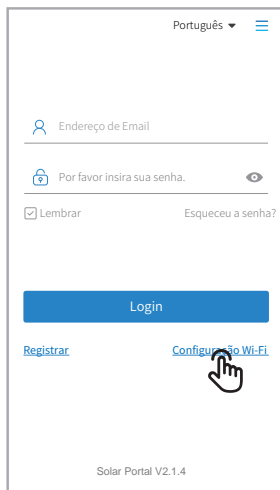 Português
Endereço de Email
Por favor insira sua senha.
Lembrar Esqueceu a senha?
Login
Registrar Configuração Wi-Fi
Solar Portal V2.1.4